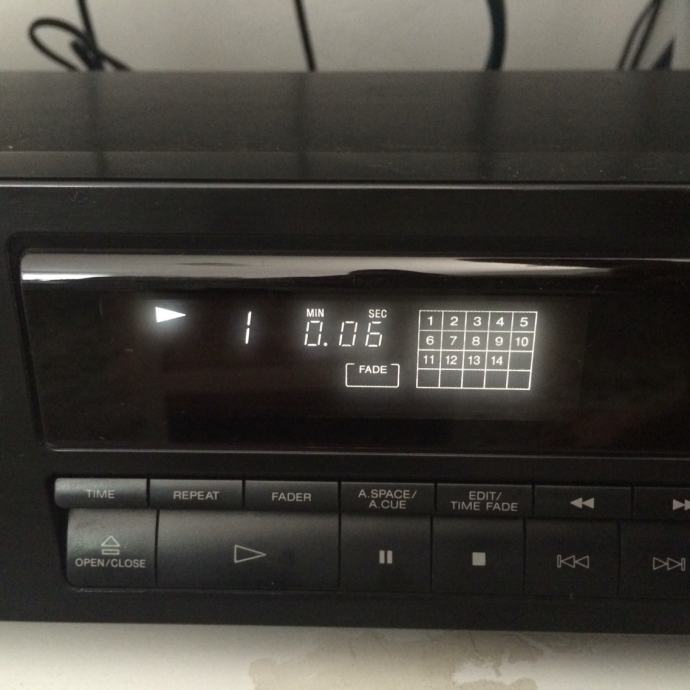 MIN SEC
1 0.06
FADE
1 2 3 4 5
6 7 8 9 10
11 12 13 14
TIME REPEAT FADER A.SPACE/ A.CUE EDIT/ TIME FADE
OPEN/CLOSE